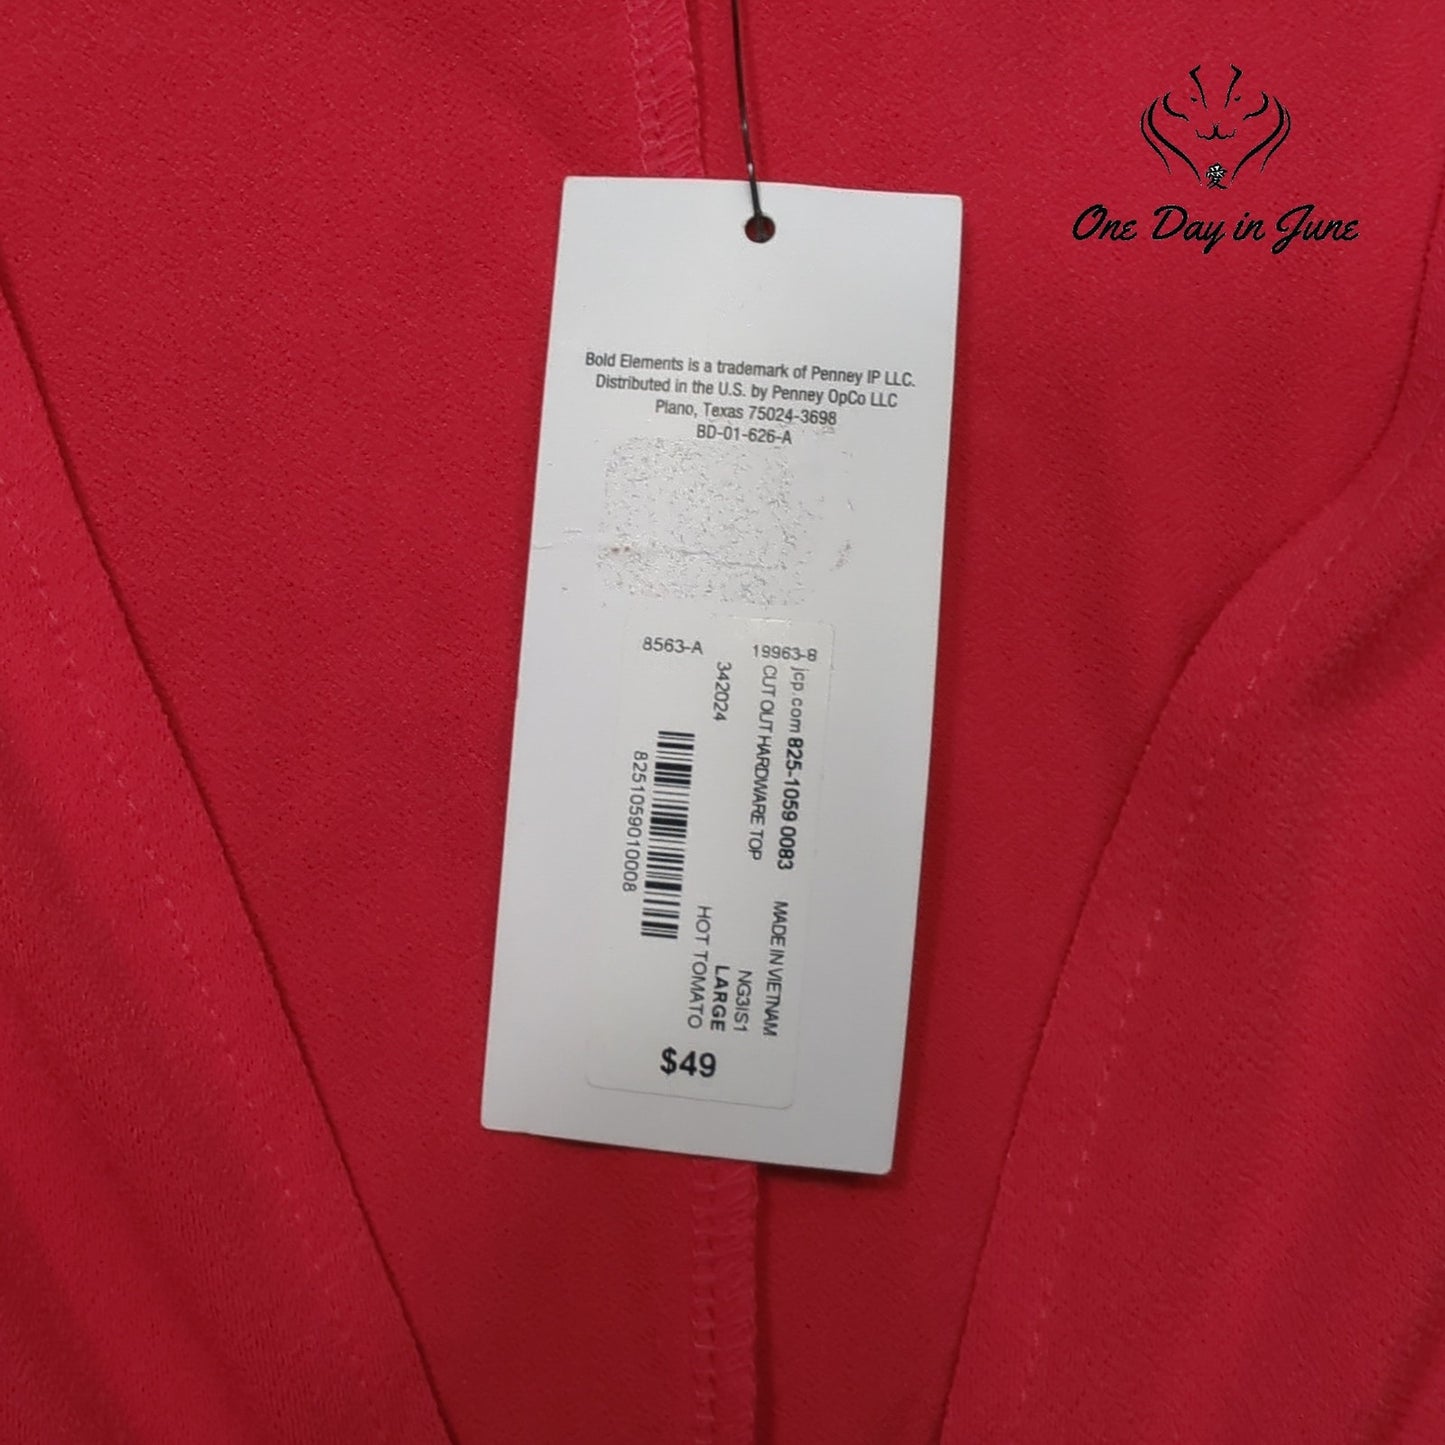 愛
One Day in June
Bold Elements is a trademark of Penney IP LLC.
Distributed in the U.S. by Penney OpCo LLC
Plano, Texas 75024-3698
BD-01-626-A
8563-A
19963-8
jcp.com 825-1059 0083
MADE IN VIETNAM
CUT OUT HARDWARE TOP
NG3IS1
342024
LARGE
HOT TOMATO
8251059010008
$49